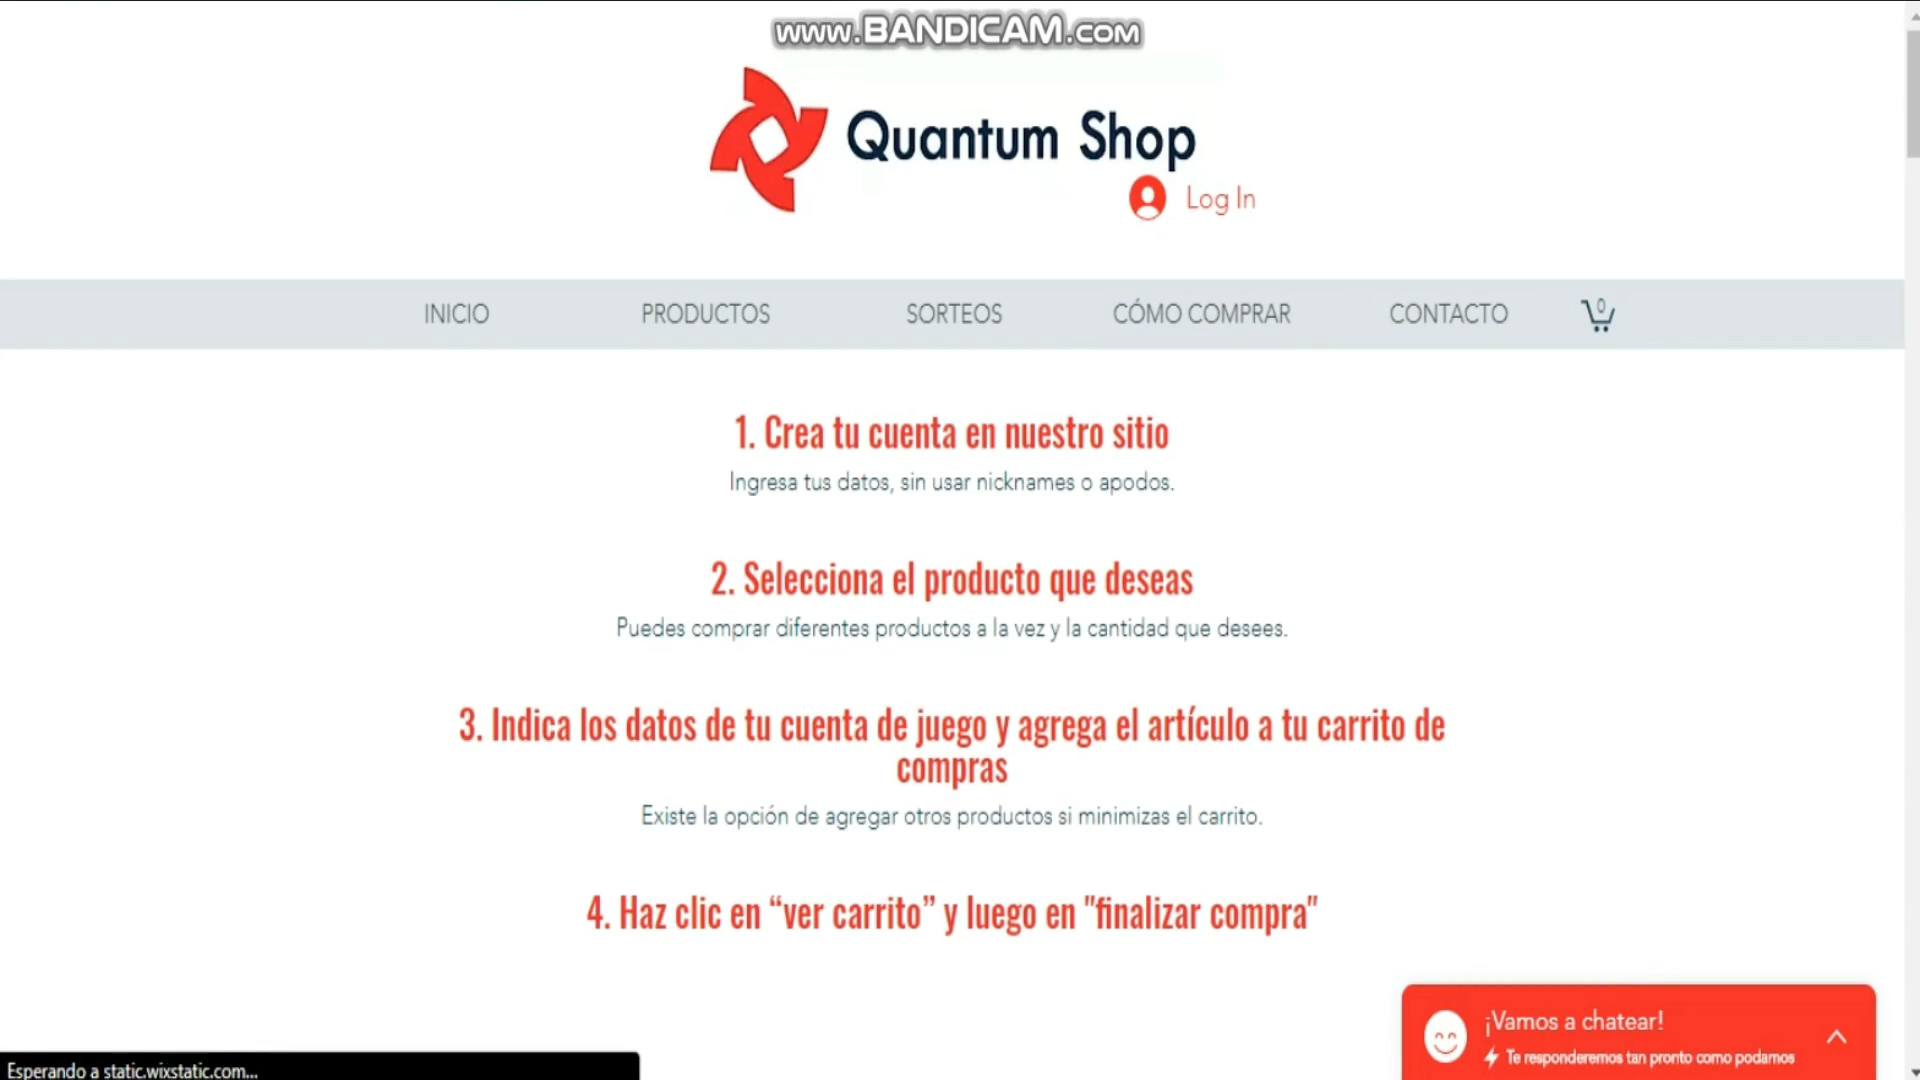 www.BANDICAM.com
Quantum Shop
Log In
INICIO PRODUCTOS SORTEOS CÓMO COMPRAR CONTACTO 0
1. Crea tu cuenta en nuestro sitio
Ingresa tus datos, sin usar nicknames o apodos.
2. Selecciona el producto que deseas
Puedes comprar diferentes productos a la vez y la cantidad que desees.
3. Indica los datos de tu cuenta de juego y agrega el artículo a tu carrito de
compras
Existe la opción de agregar otros productos si minimizas el carrito.
4. Haz clic en “ver carrito” y luego en "finalizar compra"
¡Vamos a chatear!
Te responderemos tan pronto como podamos
Esperando a static.wixstatic.com...